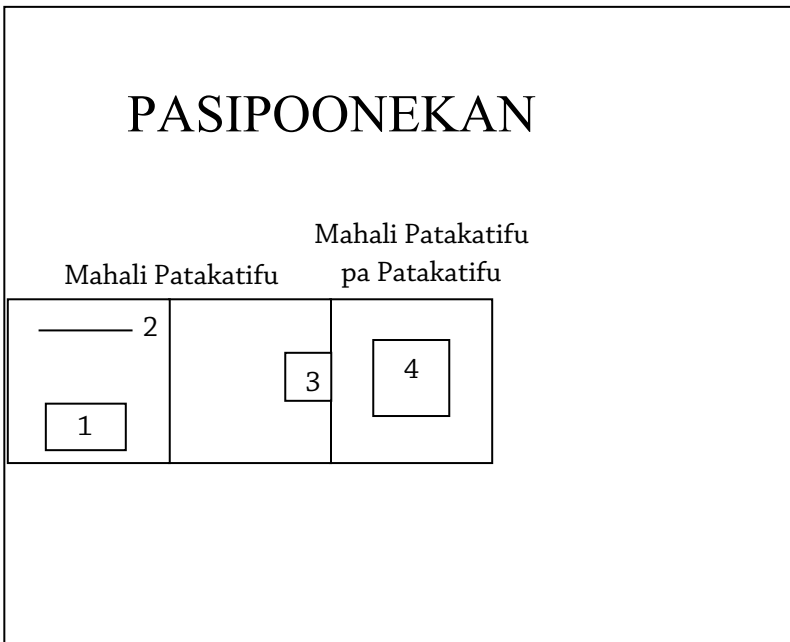 PASIPOONEKAN
Mahali Patakatifu
pa Patakatifu
Mahali Patakatifu
2
3
4
1